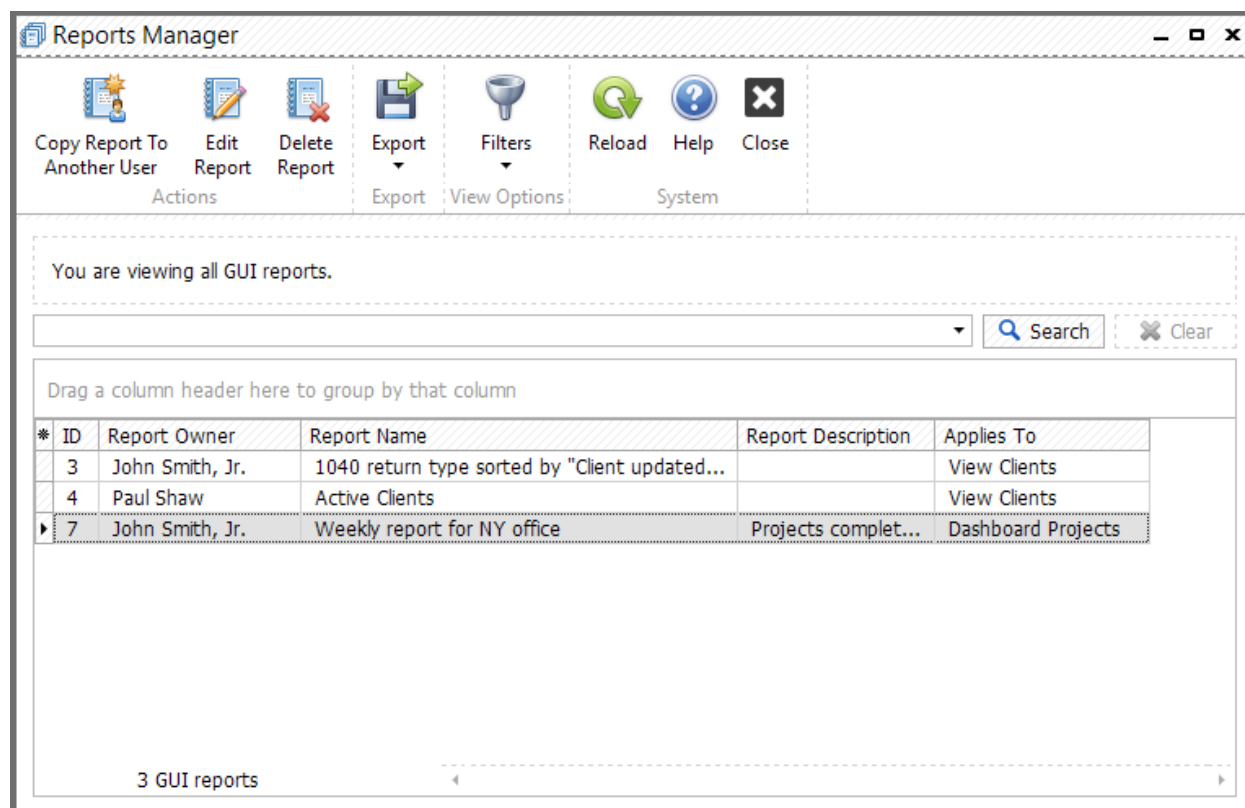 Reports Manager
Copy Report To Another User
Edit Report
Delete Report
Export
Filters
Reload
Help
Close
Actions
Export
View Options
System
You are viewing all GUI reports.
Search
Clear
Drag a column header here to group by that column
ID Report Owner Report Name Report Description Applies To
3 John Smith, Jr. 1040 return type sorted by "Client updated... View Clients
4 Paul Shaw Active Clients View Clients
7 John Smith, Jr. Weekly report for NY office Projects complet... Dashboard Projects
3 GUI reports